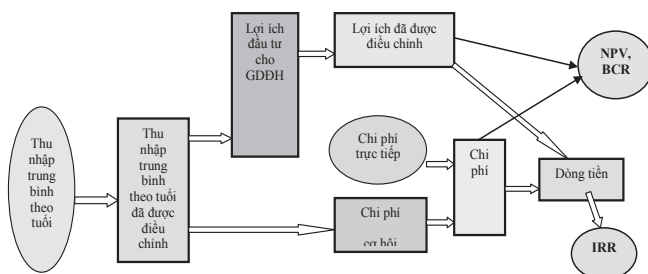 Thu
nhập
trung
bình
theo
tuổi
Thu
nhập
trung
bình
theo tuổi
đã được
điều
chỉnh
Lợi ích
đầu tư
cho
GDĐH
Lợi ích đã được
điều chỉnh
Chi phí
trực tiếp
Chi phí
cơ hội
Chi
phí
NPV,
BCR
Dòng tiền
IRR